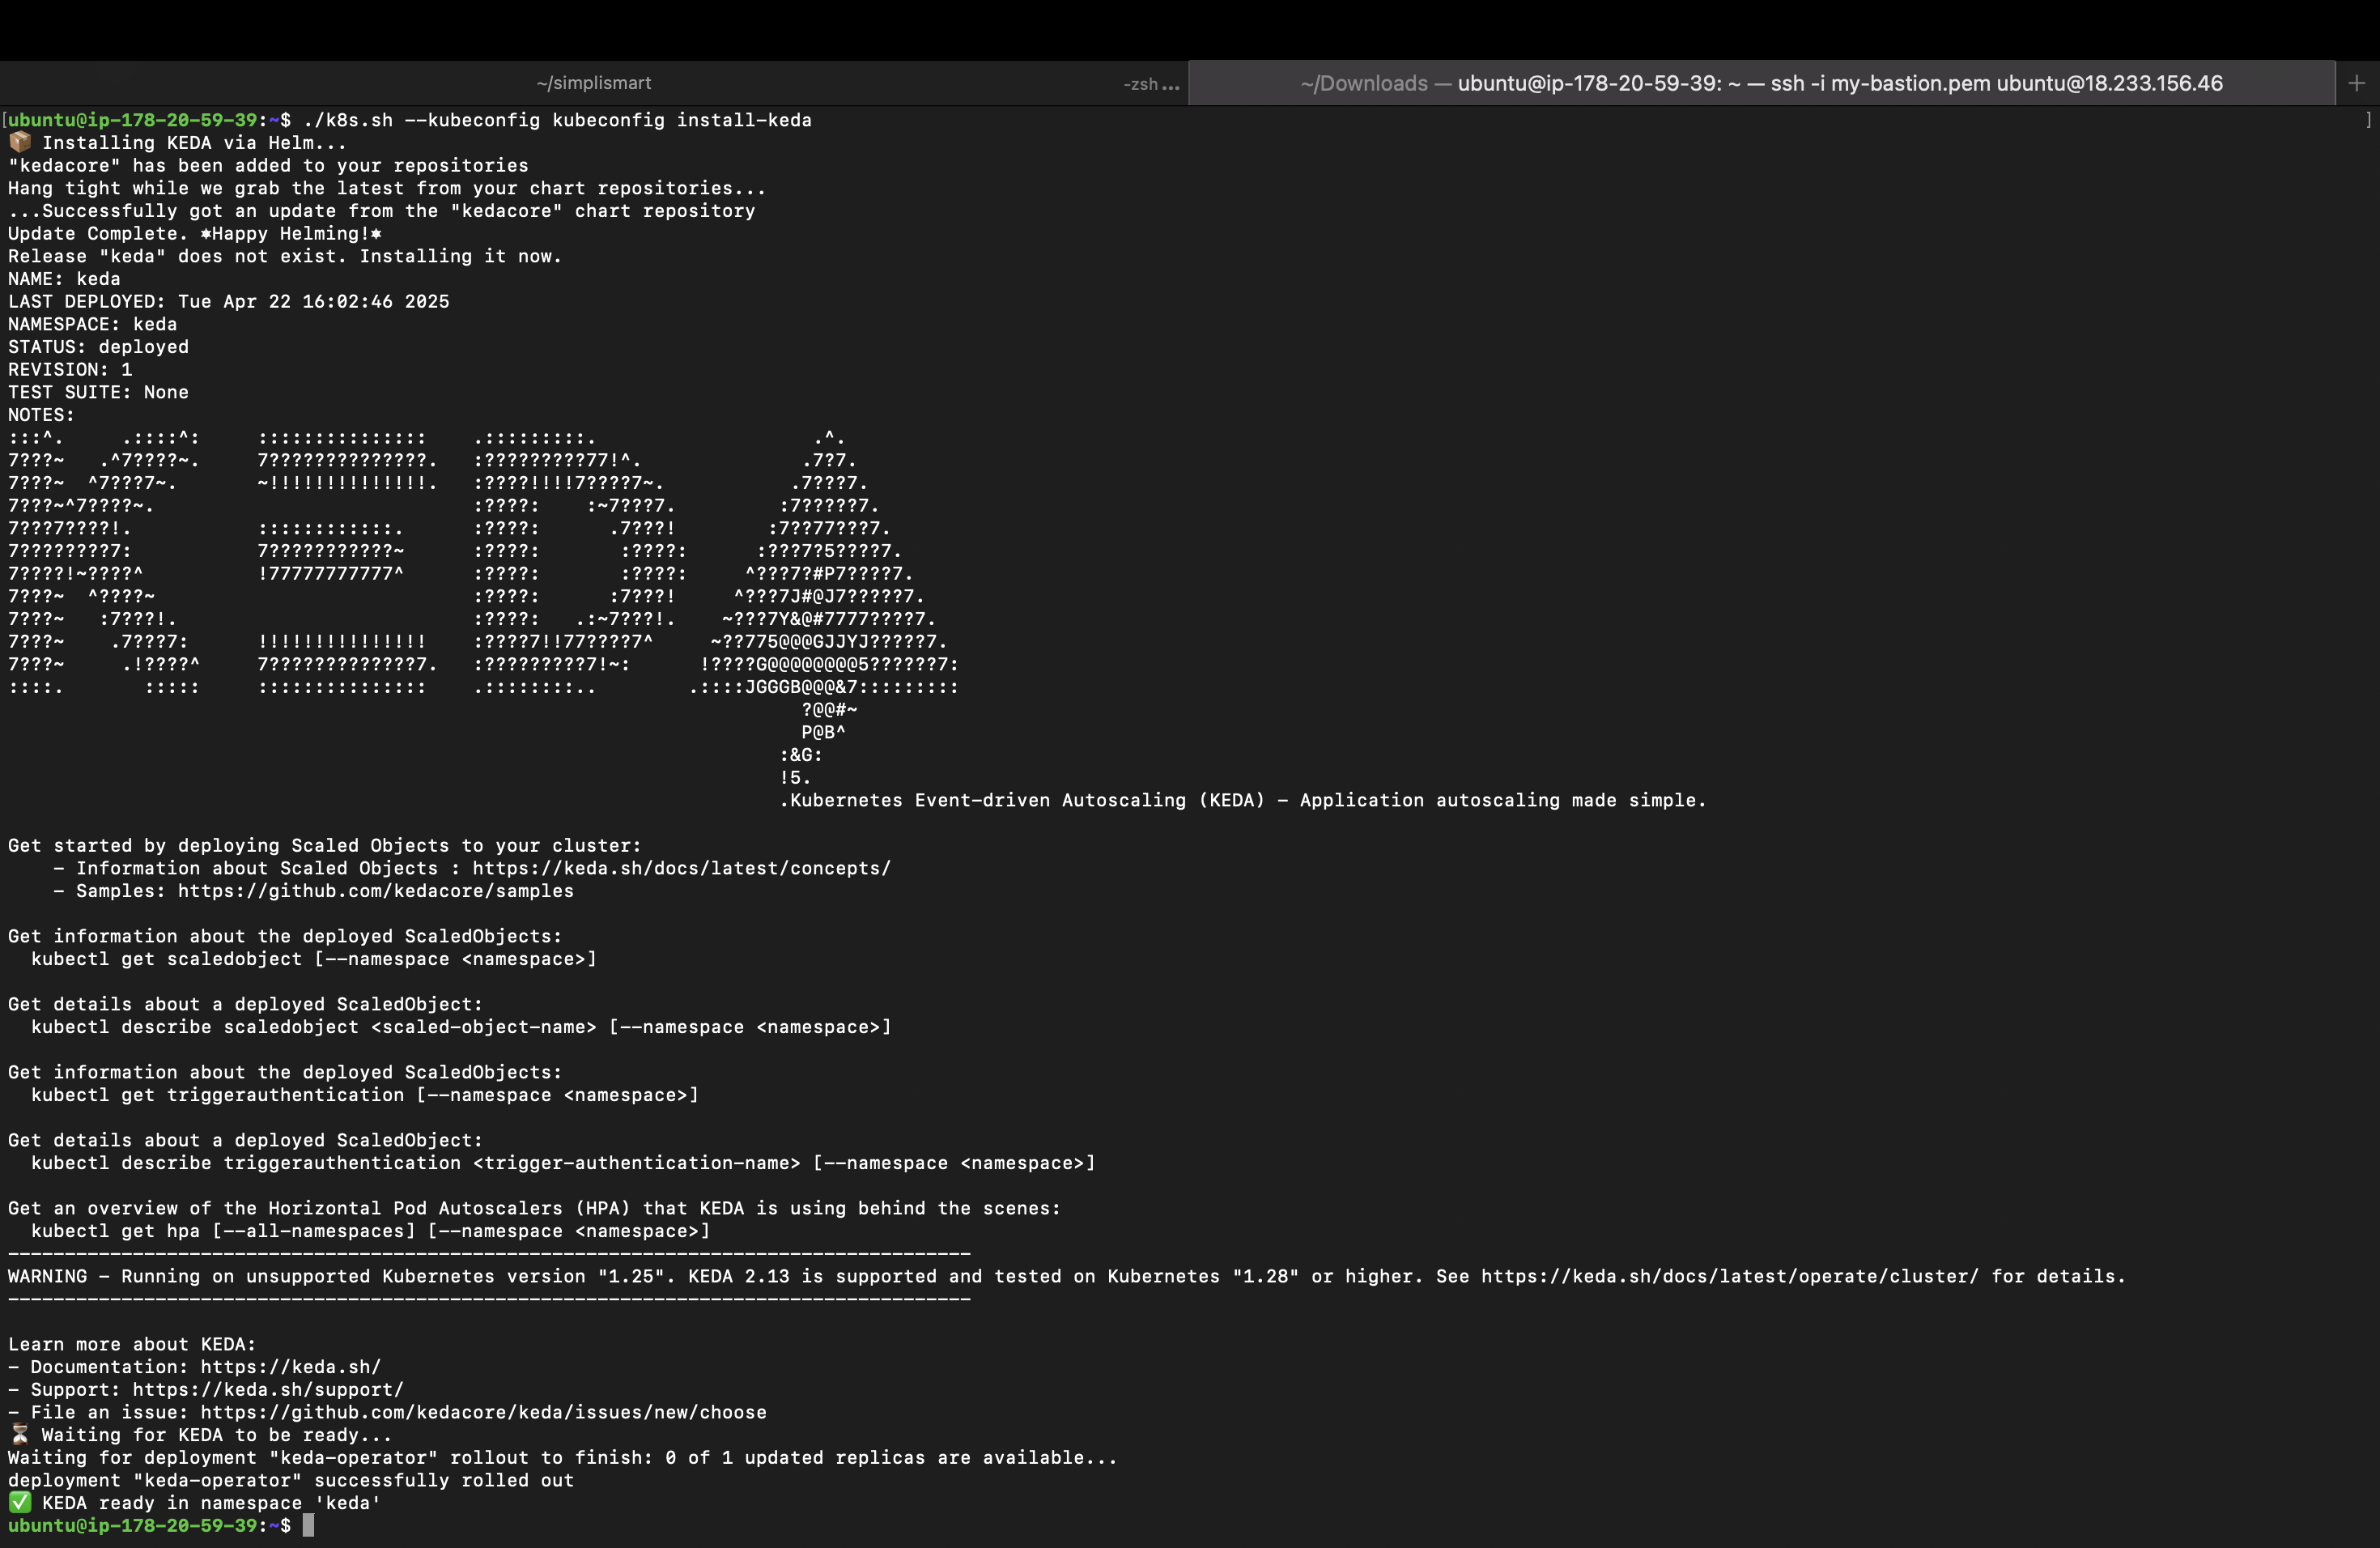 ~/simplismart
-zsh ...
~/Downloads — ubuntu@ip-178-20-59-39: ~ — ssh -i my-bastion.pem ubuntu@18.233.156.46
+
[ubuntu@ip-178-20-59-39:~$ ./k8s.sh --kubeconfig kubeconfig install-keda ]
📦 Installing KEDA via Helm...
"kedacore" has been added to your repositories
Hang tight while we grab the latest from your chart repositories...
...Successfully got an update from the "kedacore" chart repository
Update Complete. ⎈Happy Helming!⎈
Release "keda" does not exist. Installing it now.
NAME: keda
LAST DEPLOYED: Tue Apr 22 16:02:46 2025
NAMESPACE: keda
STATUS: deployed
REVISION: 1
TEST SUITE: None
NOTES:
:::^.     .::::^:     :::::::::::::::    .:::::::::.                   .^.
7???~   .^7????~.     7??????????????.   :?????????77!^.              .7?7.
7???~  ^7???7~.       ~!!!!!!!!!!!!!!.   :????!!!!7????7~.           .7???7.
7???~^7????~.                            :????:    :~7???7.         :7?????7.
7???7????!.           ::::::::::::.      :????:      .7???!        :7??77???7.
7????????7:           7???????????~      :????:       :????:      :???7?5????7.
7????!~????^          !77777777777^      :????:       :????:     ^???7?#P7????7.
7???~  ^????~                            :????:      :7???!     ^???7J#@J7?????7.
7???~   :7???!.                          :????:   .:~7???!.    ~???7Y&@#7777????7.
7???~    .7???7:      !!!!!!!!!!!!!!!    :????7!!77????7^     ~??775@@@GJJYJ?????7.
7???~     .!????^     7?????????????7.   :?????????7!~:      !????G@@@@@@@@5??????7:
::::.       :::::     :::::::::::::::    .::::::::..        .::::JGGGB@@@&7:::::::::
                                                                      ?@@#~
                                                                      P@B^
                                                                    :&G:
                                                                    !5.
                                                                    .Kubernetes Event-driven Autoscaling (KEDA) - Application autoscaling made simple.
Get started by deploying Scaled Objects to your cluster:
    - Information about Scaled Objects : https://keda.sh/docs/latest/concepts/
    - Samples: https://github.com/kedacore/samples
Get information about the deployed ScaledObjects:
  kubectl get scaledobject [--namespace <namespace>]
Get details about a deployed ScaledObject:
  kubectl describe scaledobject <scaled-object-name> [--namespace <namespace>]
Get information about the deployed ScaledObjects:
  kubectl get triggerauthentication [--namespace <namespace>]
Get details about a deployed ScaledObject:
  kubectl describe triggerauthentication <trigger-authentication-name> [--namespace <namespace>]
Get an overview of the Horizontal Pod Autoscalers (HPA) that KEDA is using behind the scenes:
  kubectl get hpa [--all-namespaces] [--namespace <namespace>]
-------------------------------------------------------------------------------------
WARNING - Running on unsupported Kubernetes version "1.25". KEDA 2.13 is supported and tested on Kubernetes "1.28" or higher. See https://keda.sh/docs/latest/operate/cluster/ for details.
-------------------------------------------------------------------------------------
Learn more about KEDA:
- Documentation: https://keda.sh/
- Support: https://keda.sh/support/
- File an issue: https://github.com/kedacore/keda/issues/new/choose
⏳ Waiting for KEDA to be ready...
Waiting for deployment "keda-operator" rollout to finish: 0 of 1 updated replicas are available...
deployment "keda-operator" successfully rolled out
✅ KEDA ready in namespace 'keda'
ubuntu@ip-178-20-59-39:~$